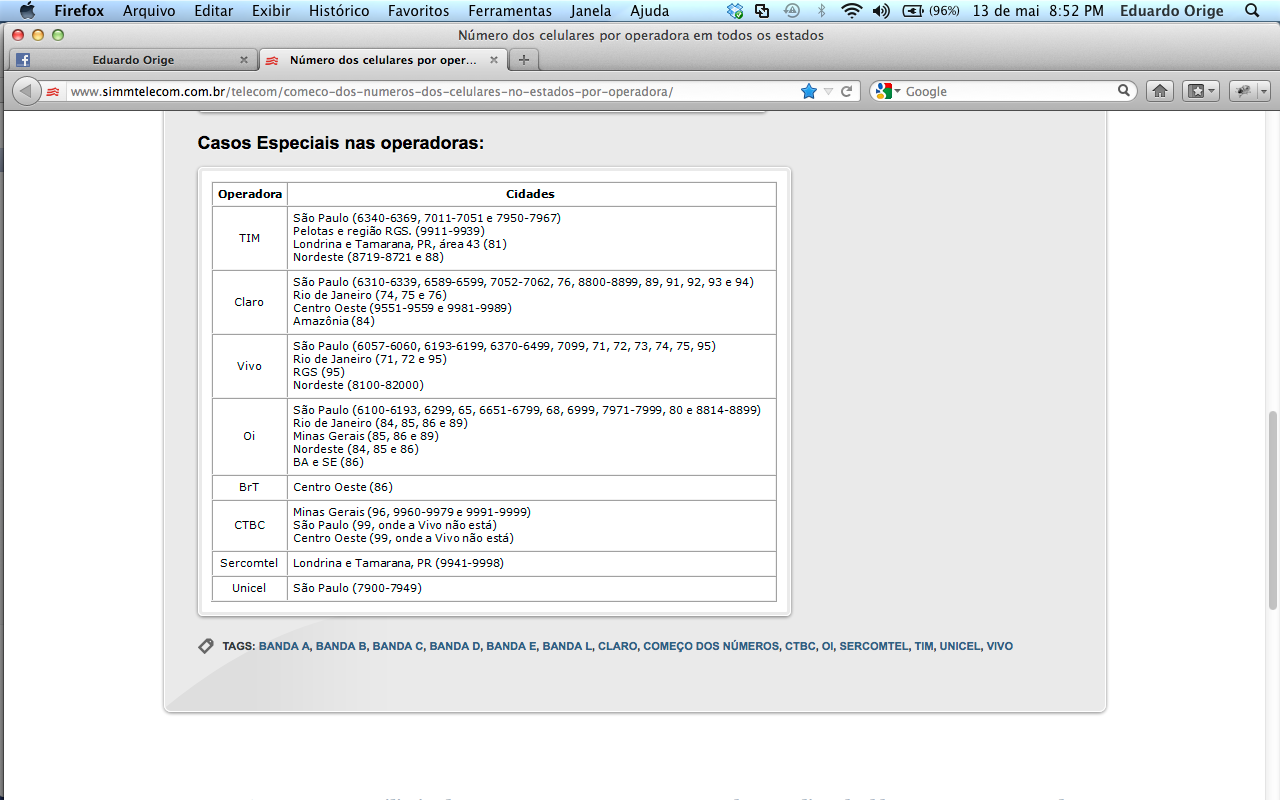 Firefox Arquivo Editar Exibir Histórico Favoritos Ferramentas Janela Ajuda (96%) 13 de mai 8:52 PM Eduardo Orige
Número dos celulares por operadora em todos os estados
Eduardo Orige Número dos celulares por oper...
www.simmtelecom.com.br/telecom/comeco-dos-numeros-dos-celulares-no-estados-por-operadora/ Google
Casos Especiais nas operadoras:
Operadora Cidades
TIM
São Paulo (6340-6369, 7011-7051 e 7950-7967)
Pelotas e região RGS. (9911-9939)
Londrina e Tamarana, PR, área 43 (81)
Nordeste (8719-8721 e 88)
Claro
São Paulo (6310-6339, 6589-6599, 7052-7062, 76, 8800-8899, 89, 91, 92, 93 e 94)
Rio de Janeiro (74, 75 e 76)
Centro Oeste (9551-9559 e 9981-9989)
Amazônia (84)
Vivo
São Paulo (6057-6060, 6193-6199, 6370-6499, 7099, 71, 72, 73, 74, 75, 95)
Rio de Janeiro (71, 72 e 95)
RGS (95)
Nordeste (8100-82000)
Oi
São Paulo (6100-6193, 6299, 65, 6651-6799, 68, 6999, 7971-7999, 80 e 8814-8899)
Rio de Janeiro (84, 85, 86 e 89)
Minas Gerais (85, 86 e 89)
Nordeste (84, 85 e 86)
BA e SE (86)
BrT Centro Oeste (86)
CTBC
Minas Gerais (96, 9960-9979 e 9991-9999)
São Paulo (99, onde a Vivo não está)
Centro Oeste (99, onde a Vivo não está)
Sercomtel Londrina e Tamarana, PR (9941-9998)
Unicel São Paulo (7900-7949)
TAGS: BANDA A, BANDA B, BANDA C, BANDA D, BANDA E, BANDA L, CLARO, COMEÇO DOS NÚMEROS, CTBC, OI, SERCOMTEL, TIM, UNICEL, VIVO